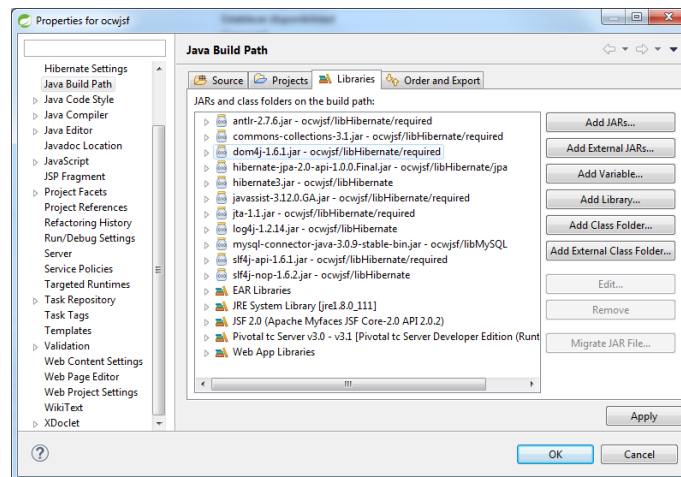 Properties for ocwjsf
Java Build Path
Hibernate Settings
Java Build Path
Java Code Style
Java Compiler
Java Editor
Javadoc Location
JavaScript
JSP Fragment
Project Facets
Project References
Refactoring History
Run/Debug Settings
Server
Service Policies
Targeted Runtimes
Task Repository
Task Tags
Templates
Validation
Web Content Settings
Web Page Editor
Web Project Settings
WikiText
XDoclet
Source
Projects
Libraries
Order and Export
JARs and class folders on the build path:
antlr-2.7.6.jar - ocwjsf/libHibernate/required
commons-collections-3.1.jar - ocwjsf/libHibernate/required
dom4j-1.6.1.jar - ocwjsf/libHibernate/required
hibernate-jpa-2.0-api-1.0.0.Final.jar - ocwjsf/libHibernate/jpa
hibernate3.jar - ocwjsf/libHibernate
javassist-3.12.0.GA.jar - ocwjsf/libHibernate/required
jta-1.1.jar - ocwjsf/libHibernate/required
log4j-1.2.14.jar - ocwjsf/libHibernate
mysql-connector-java-3.0.9-stable-bin.jar - ocwjsf/libMySQL
slf4j-api-1.6.1.jar - ocwjsf/libHibernate/required
slf4j-nop-1.6.2.jar - ocwjsf/libHibernate
EAR Libraries
JRE System Library [jre1.8.0_111]
JSF 2.0 (Apache Myfaces JSF Core-2.0 API 2.0.2)
Pivotal tc Server v3.0 - v3.1 [Pivotal tc Server Developer Edition (Runt
Web App Libraries
Add JARs...
Add External JARs...
Add Variable...
Add Library...
Add Class Folder...
Add External Class Folder...
Edit...
Remove
Migrate JAR File...
Apply
?
OK
Cancel